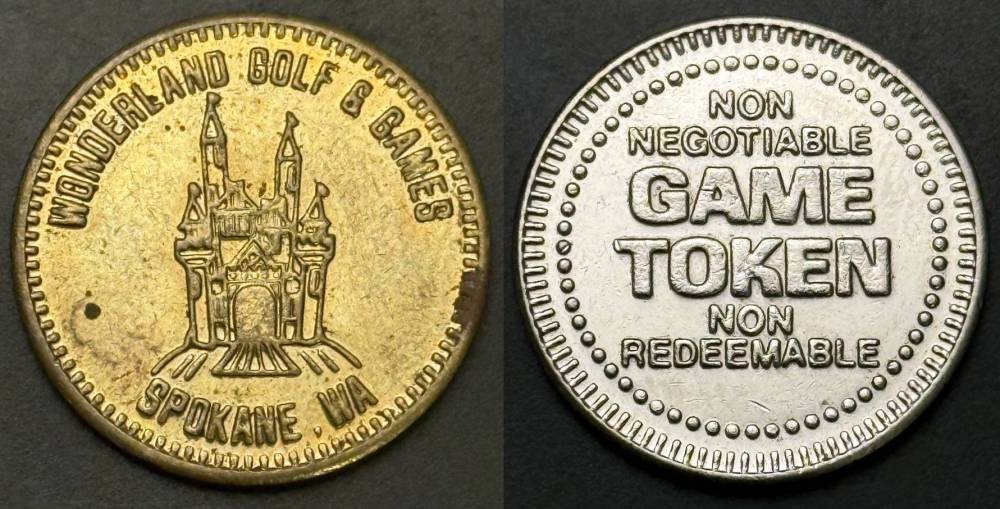 WONDERLAND GOLF & GAMES
SPOKANE, WA
NON
NEGOTIABLE
GAME
TOKEN
NON
REDEEMABLE